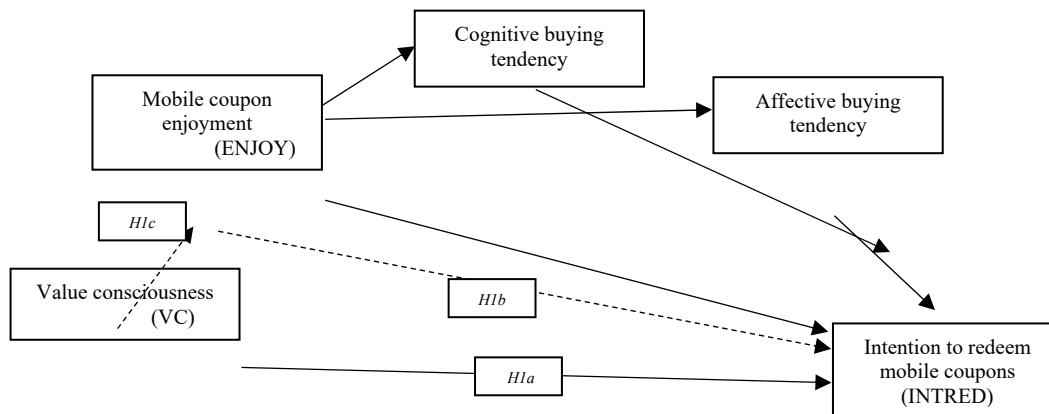 Cognitive buying
tendency
Mobile coupon
enjoyment
(ENJOY)
Affective buying
tendency
H1c
Value consciousness
(VC)
H1b
Intention to redeem
mobile coupons
(INTRED)
H1a